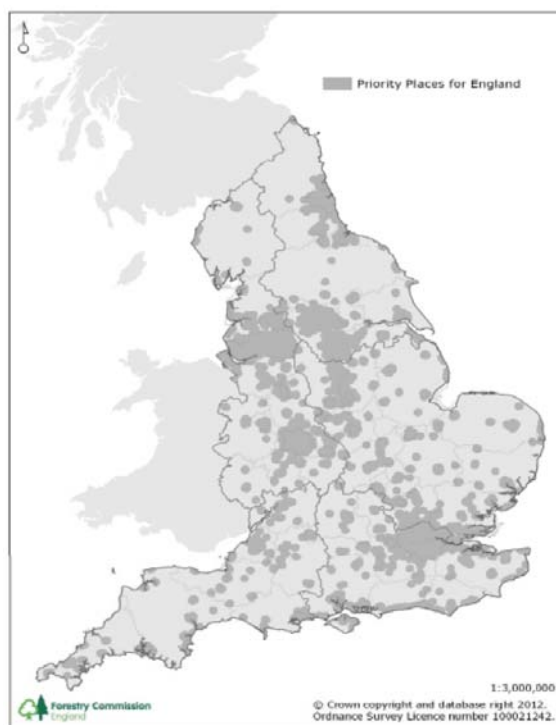 Priority Places for England
1:3,000,000
Forestry Commission
England
© Crown copyright and database right 2012.
Ordnance Survey Licence number 100021242.